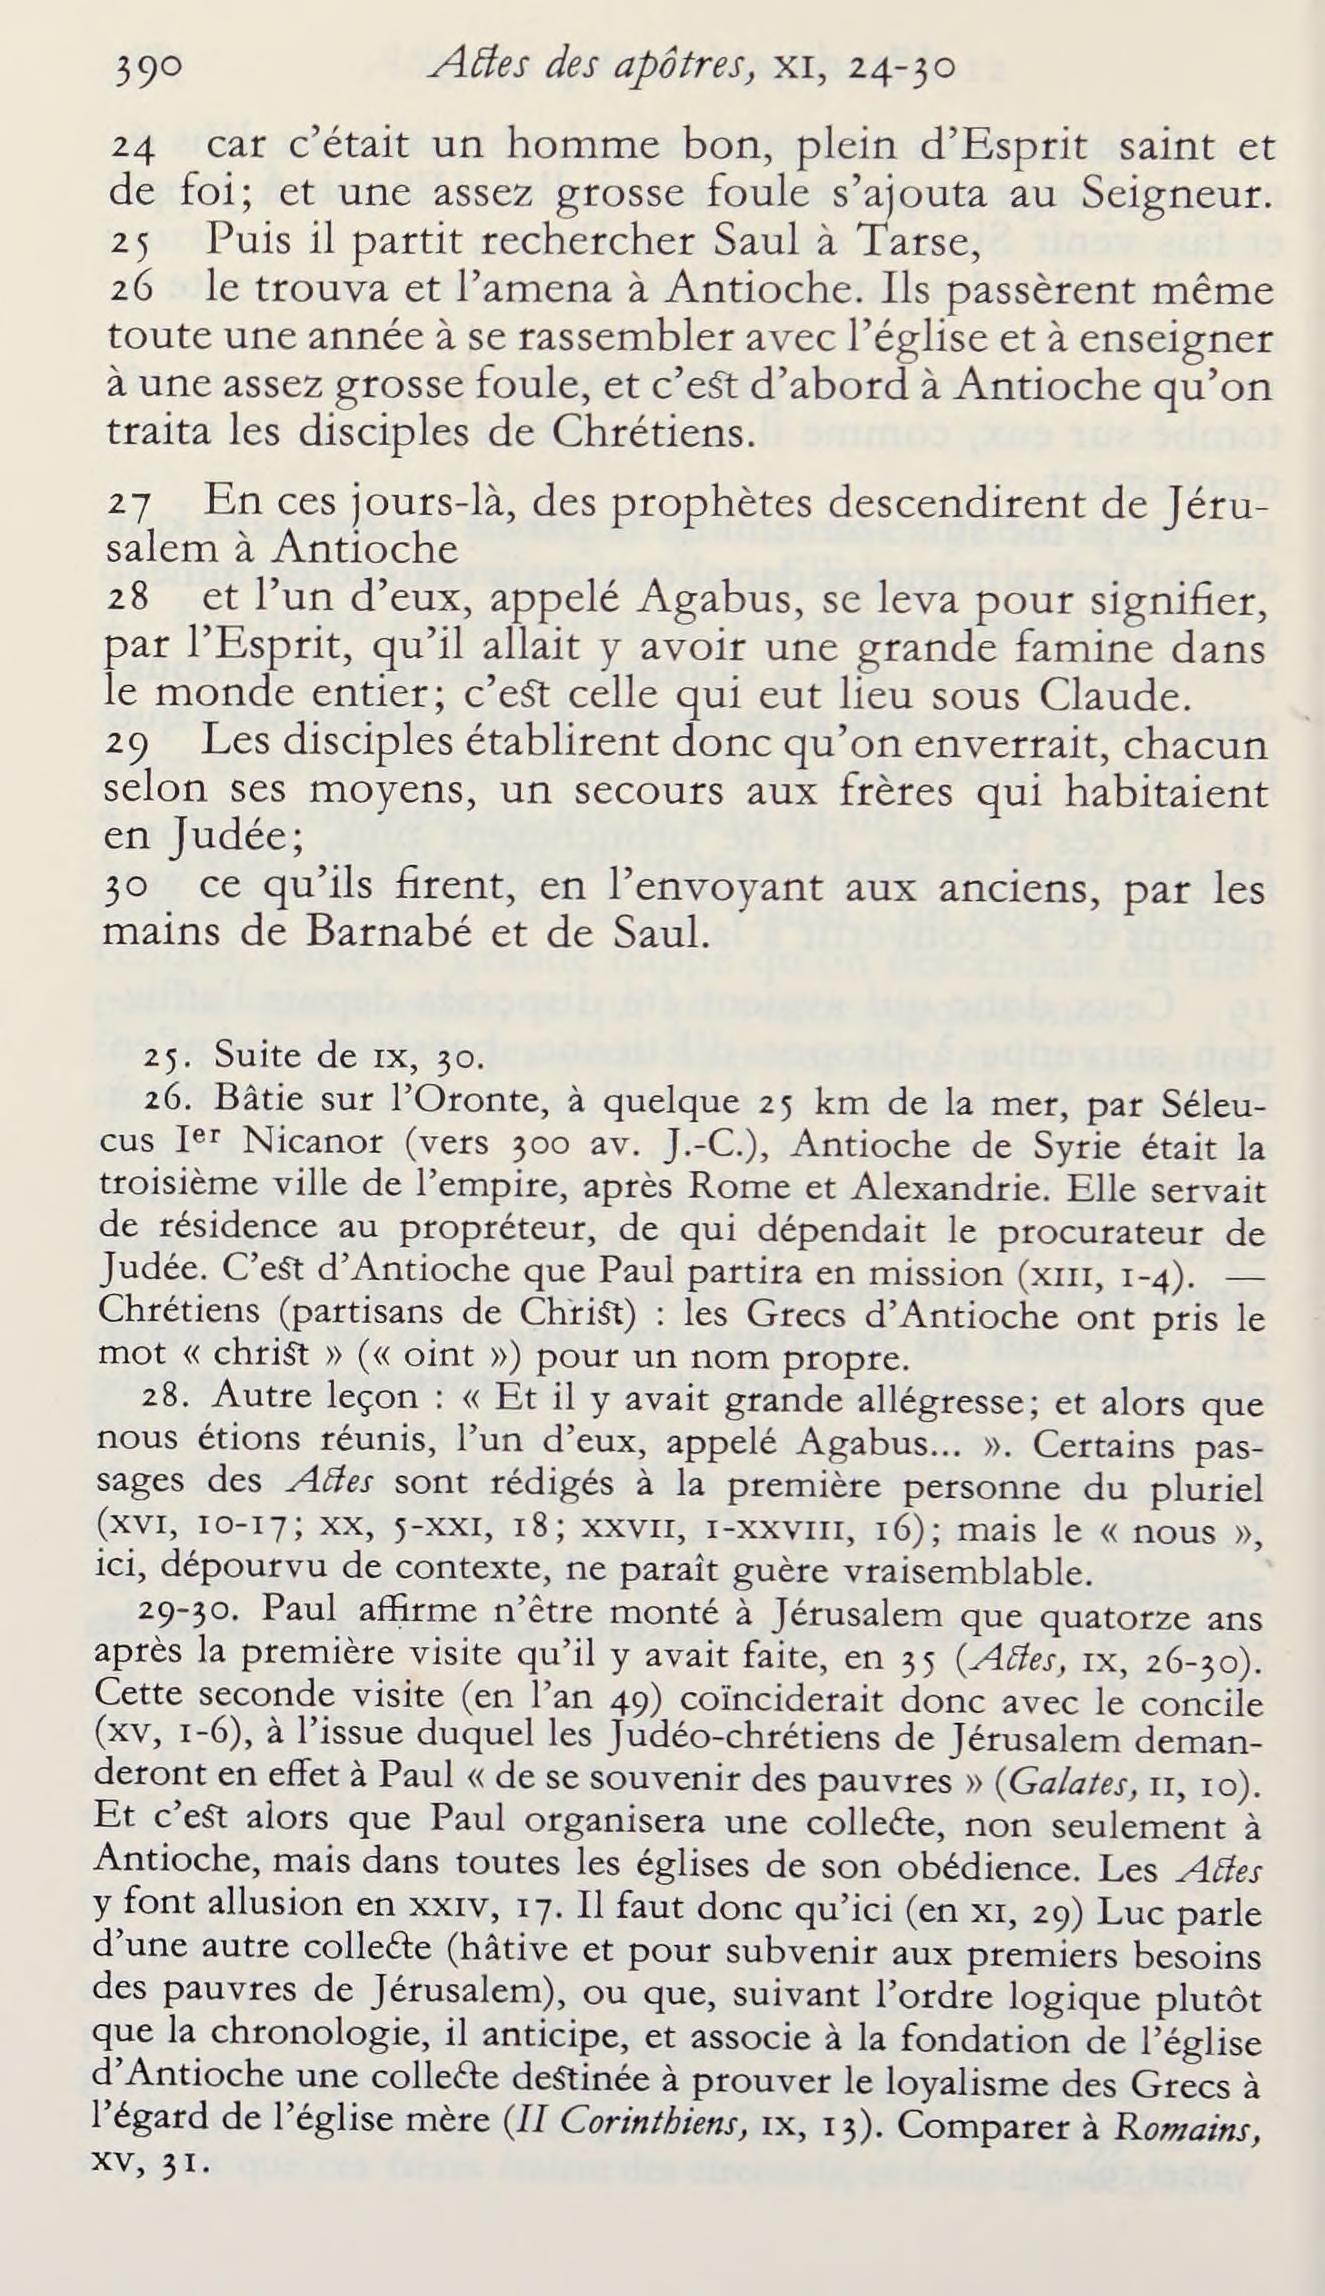 390 Actes des apôtres, XI, 24-30
24 car c’était un homme bon, plein d’Esprit saint et
de foi; et une assez grosse foule s’ajouta au Seigneur.
25 Puis il partit rechercher Saul à Tarse,
26 le trouva et l’amena à Antioche. Ils passèrent même
toute une année à se rassembler avec l’église et à enseigner
à une assez grosse foule, et c’est d’abord à Antioche qu’on
traita les disciples de Chrétiens.
27 En ces jours-là, des prophètes descendirent de Jéru-
salem à Antioche
28 et l’un d’eux, appelé Agabus, se leva pour signifier,
par l’Esprit, qu’il allait y avoir une grande famine dans
le monde entier; c’est celle qui eut lieu sous Claude.
29 Les disciples établirent donc qu’on enverrait, chacun
selon ses moyens, un secours aux frères qui habitaient
en Judée;
30 ce qu’ils firent, en l’envoyant aux anciens, par les
mains de Barnabé et de Saul.
25. Suite de IX, 30.
26. Bâtie sur l’Oronte, à quelque 25 km de la mer, par Séleu-
cus Ier Nicanor (vers 300 av. J.-C.), Antioche de Syrie était la
troisième ville de l’empire, après Rome et Alexandrie. Elle servait
de résidence au propréteur, de qui dépendait le procurateur de
Judée. C’est d’Antioche que Paul partira en mission (XIII, 1-4). —
Chrétiens (partisans de Christ) : les Grecs d’Antioche ont pris le
mot « christ » (« oint ») pour un nom propre.
28. Autre leçon : « Et il y avait grande allégresse; et alors que
nous étions réunis, l’un d’eux, appelé Agabus... ». Certains pas-
sages des Actes sont rédigés à la première personne du pluriel
(XVI, 10-17; XX, 5-XXI, 18; XXVII, 1-XXVIII, 16); mais le « nous »,
ici, dépourvu de contexte, ne paraît guère vraisemblable.
29-30. Paul affirme n’être monté à Jérusalem que quatorze ans
après la première visite qu’il y avait faite, en 35 (Actes, IX, 26-30).
Cette seconde visite (en l’an 49) coïnciderait donc avec le concile
(XV, 1-6), à l’issue duquel les Judéo-chrétiens de Jérusalem deman-
deront en effet à Paul « de se souvenir des pauvres » (Galates, II, 10).
Et c’est alors que Paul organisera une collecte, non seulement à
Antioche, mais dans toutes les églises de son obédience. Les Actes
y font allusion en XXIV, 17. Il faut donc qu’ici (en XI, 29) Luc parle
d’une autre collecte (hâtive et pour subvenir aux premiers besoins
des pauvres de Jérusalem), ou que, suivant l’ordre logique plutôt
que la chronologie, il anticipe, et associe à la fondation de l’église
d’Antioche une collecte destinée à prouver le loyalisme des Grecs à
l’égard de l’église mère (II Corinthiens, IX, 13). Comparer à Romains,
XV, 31.